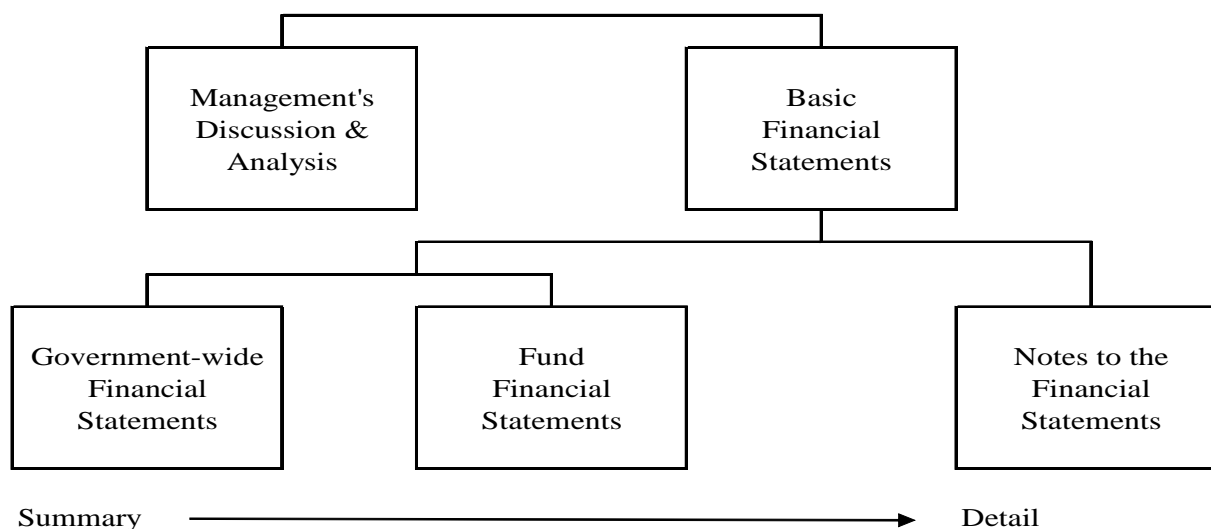 Management's
Discussion &
Analysis
Basic
Financial
Statements
Government-wide
Financial
Statements
Fund
Financial
Statements
Notes to the
Financial
Statements
Summary
Detail